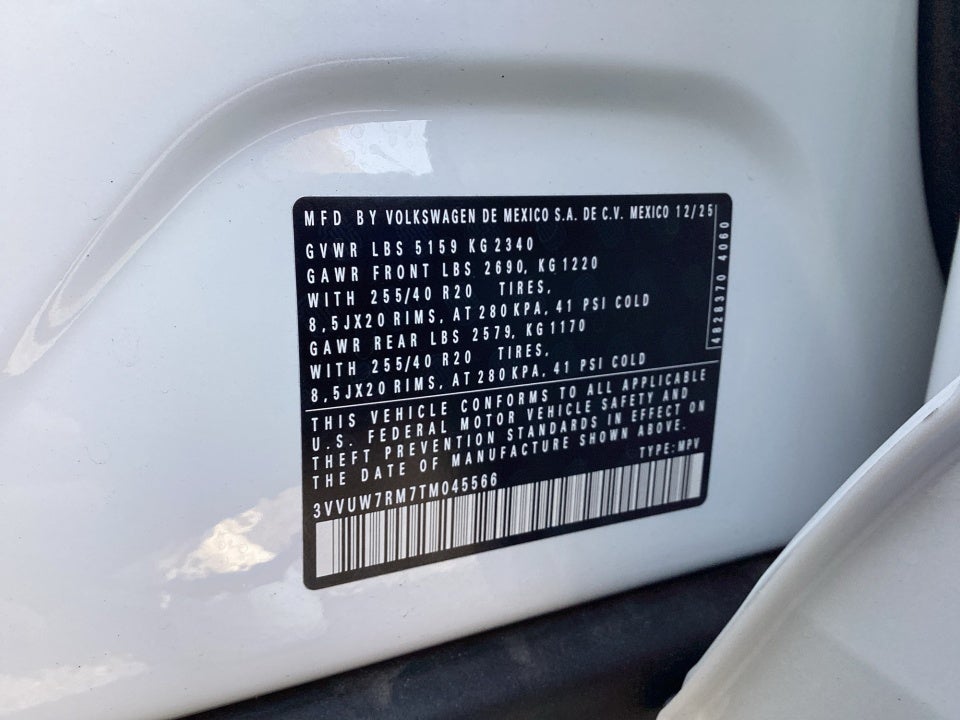 MFD BY VOLKSWAGEN DE MEXICO S.A. DE C.V. MEXICO 12/25
GVWR LBS 5159 KG 2340
GAWR FRONT LBS 2690, KG 1220
WITH 255/40 R20 TIRES,
8,5JX20 RIMS, AT 280 KPA, 41 PSI COLD
GAWR REAR LBS 2579, KG 1170
WITH 255/40 R20 TIRES,
8,5JX20 RIMS, AT 280 KPA, 41 PSI COLD
4828370 4060
THIS VEHICLE CONFORMS TO ALL APPLICABLE
U.S. FEDERAL MOTOR VEHICLE SAFETY AND
THEFT PREVENTION STANDARDS IN EFFECT ON
THE DATE OF MANUFACTURE SHOWN ABOVE.
3VVUW7RM7TM045566 TYPE:MPV